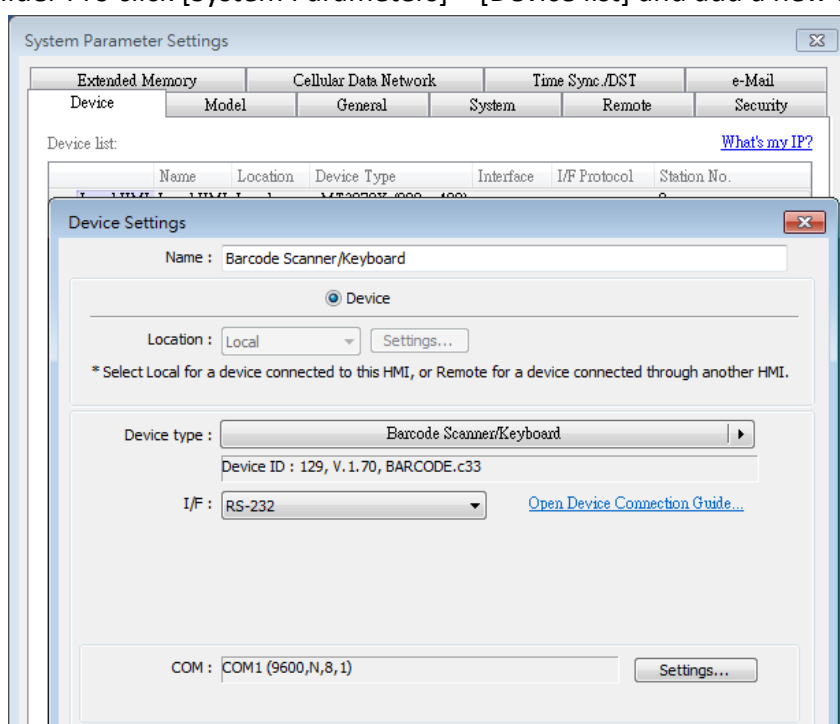 System Parameter Settings
Extended Memory Cellular Data Network Time Sync./DST e-Mail
Device Model General System Remote Security
Device list: What's my IP?
Name Location Device Type Interface I/F Protocol Station No.
Device Settings
Name : Barcode Scanner/Keyboard
Device
Location : Local Settings...
* Select Local for a device connected to this HMI, or Remote for a device connected through another HMI.
Device type : Barcode Scanner/Keyboard
Device ID : 129, V.1.70, BARCODE.c33
I/F : RS-232 Open Device Connection Guide...
COM : COM1 (9600,N,8,1) Settings...